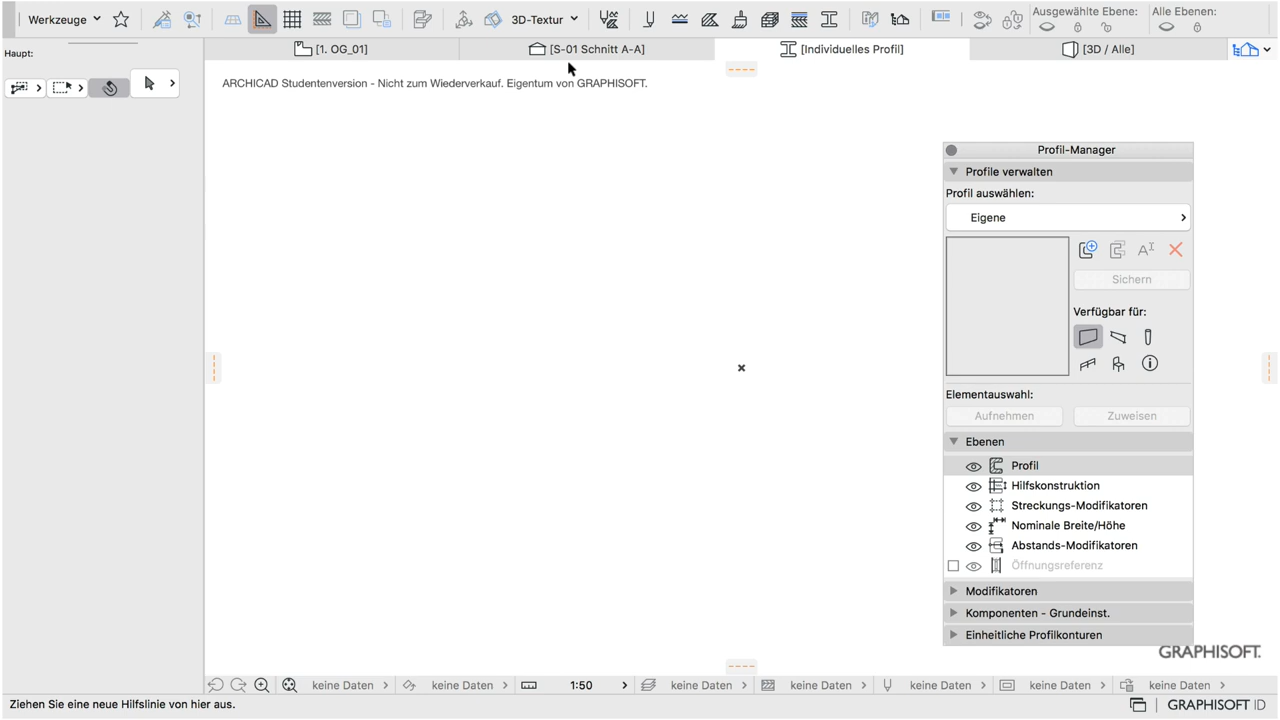 Werkzeuge
3D-Textur
Ausgewählte Ebene:
Alle Ebenen:
Haupt:
[1. OG_01]
[S-01 Schnitt A-A]
[Individuelles Profil]
[3D / Alle]
ARCHICAD Studentenversion - Nicht zum Wiederverkauf. Eigentum von GRAPHISOFT.
Profil-Manager
Profile verwalten
Profil auswählen:
Eigene
Sichern
Verfügbar für:
Elementauswahl:
Aufnehmen
Zuweisen
Ebenen
Profil
Hilfskonstruktion
Streckungs-Modifikatoren
Nominale Breite/Höhe
Abstands-Modifikatoren
Öffnungsreferenz
Modifikatoren
Komponenten - Grundeinst.
Einheitliche Profilkonturen
GRAPHISOFT.
keine Daten
keine Daten
1:50
keine Daten
keine Daten
keine Daten
keine Daten
keine Daten
Ziehen Sie eine neue Hilfslinie von hier aus.
GRAPHISOFT ID